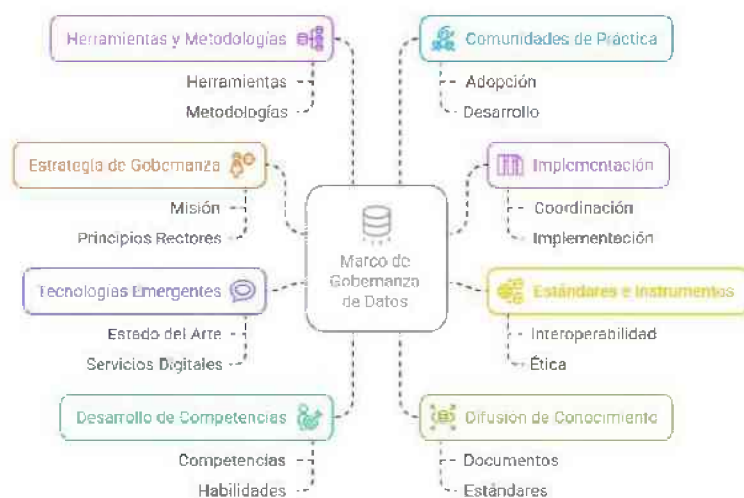 Herramientas y Metodologías
Herramientas
Metodologías
Estrategia de Gobernanza
Misión
Principios Rectores
Tecnologías Emergentes
Estado del Arte
Servicios Digitales
Desarrollo de Competencias
Competencias
Habilidades
Marco de
Gobernanza
de Datos
Comunidades de Práctica
Adopción
Desarrollo
Implementación
Coordinación
Implementación
Estándares e Instrumentos
Interoperabilidad
Ética
Difusión de Conocimiento
Documentos
Estándares